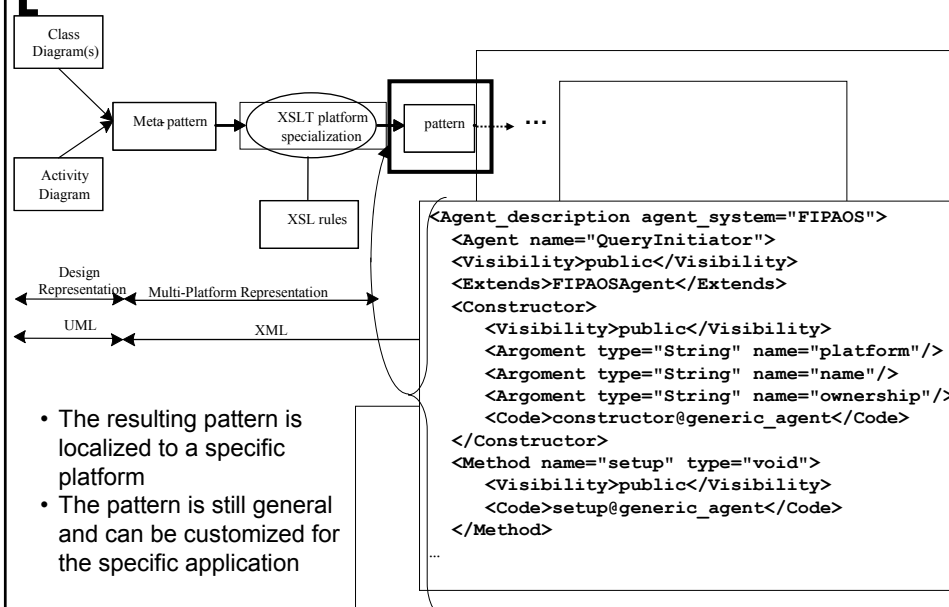 Class
Diagram(s)
Meta-pattern
XSLT platform
specialization
pattern
...
Activity
Diagram
XSL rules
Design
Representation
Multi-Platform Representation
UML
XML
• The resulting pattern is
localized to a specific
platform
• The pattern is still general
and can be customized for
the specific application
<Agent_description agent_system="FIPAOS">
<Agent name="QueryInitiator">
<Visibility>public</Visibility>
<Extends>FIPAOSAgent</Extends>
<Constructor>
<Visibility>public</Visibility>
<Argoment type="String" name="platform"/>
<Argoment type="String" name="name"/>
<Argoment type="String" name="ownership"/>
<Code>constructor@generic_agent</Code>
</Constructor>
<Method name="setup" type="void">
<Visibility>public</Visibility>
<Code>setup@generic_agent</Code>
</Method>
...